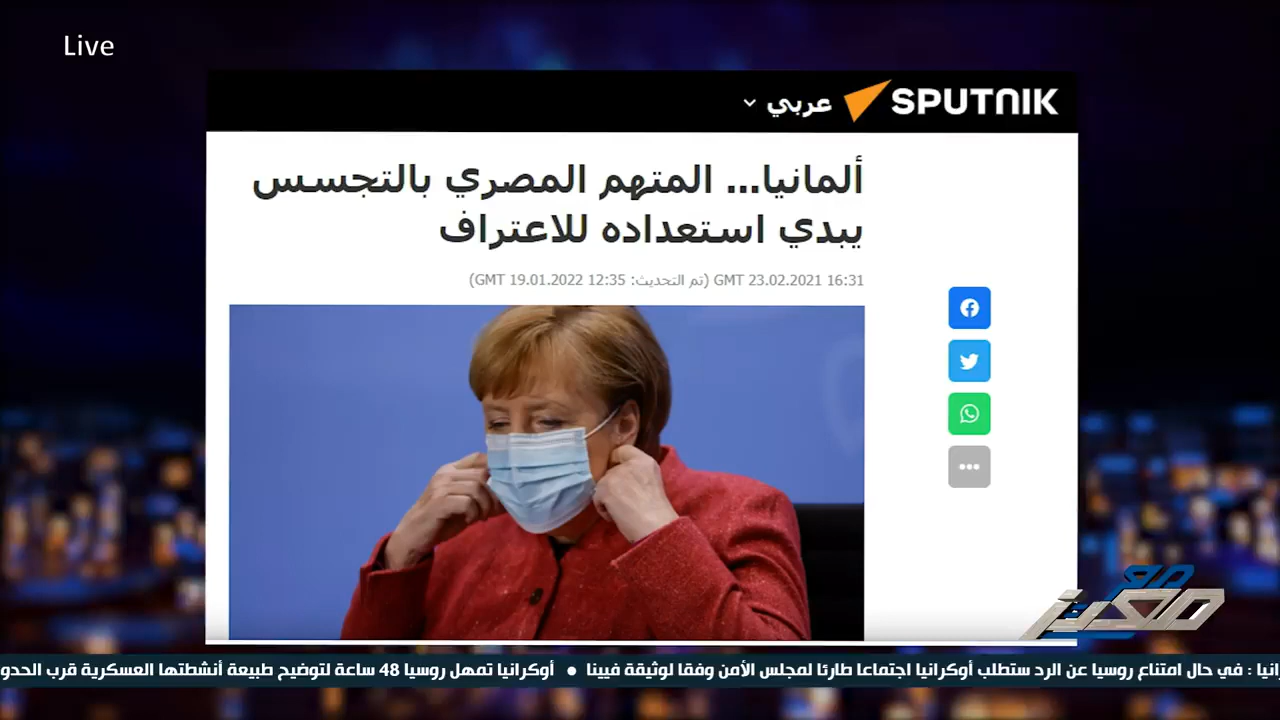 Live
SPUTNIK عربي
ألمانيا... المتهم المصري بالتجسس
يبدي استعداده للاعتراف
16:31 GMT 23.02.2021 (تم التحديث: 12:35 GMT 19.01.2022)
: في حال امتناع روسيا عن الرد ستطلب أوكرانيا اجتماعا طارئا لمجلس الأمن وفقا لوثيقة فيينا • أوكرانيا تمهل روسيا 48 ساعة لتوضيح طبيعة أنشطتها العسكرية قرب